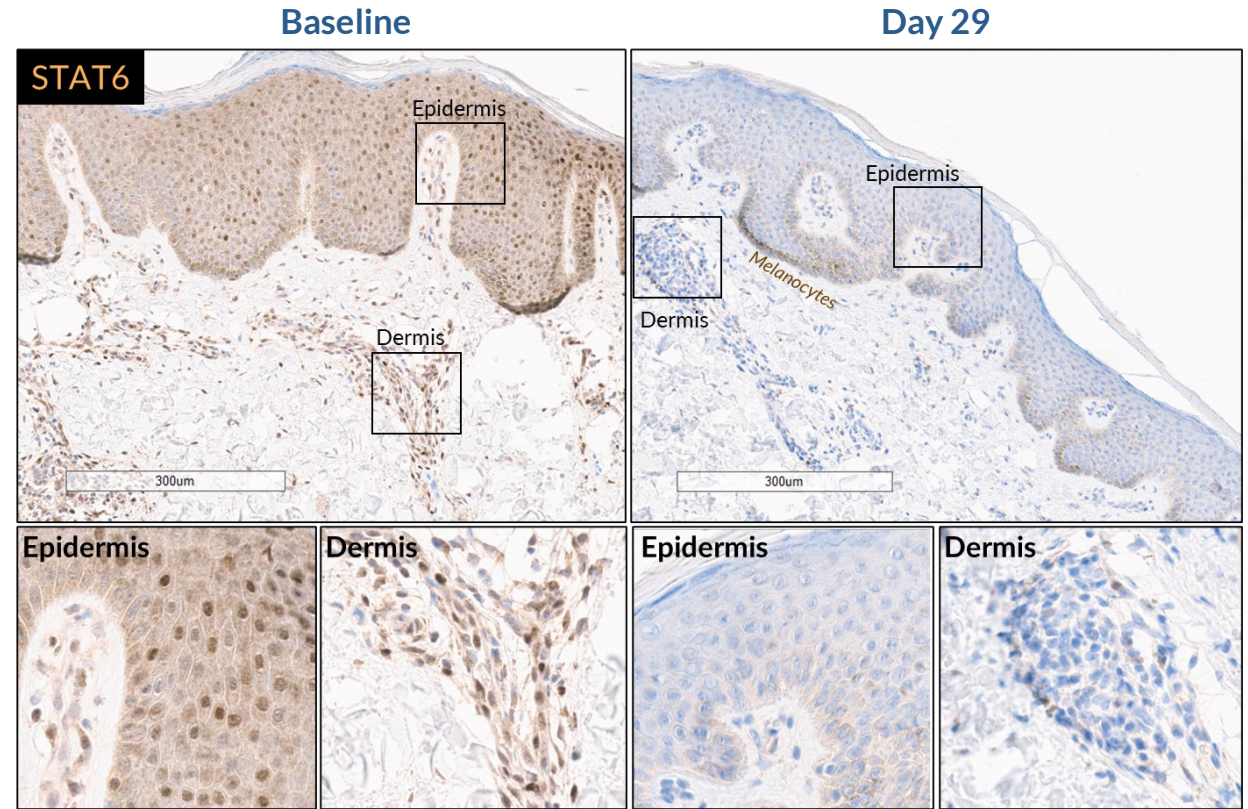 Baseline
Day 29
STAT6
Epidermis
Dermis
300um
Epidermis
Dermis
Melanocytes
300um
Epidermis
Dermis
Epidermis
Dermis